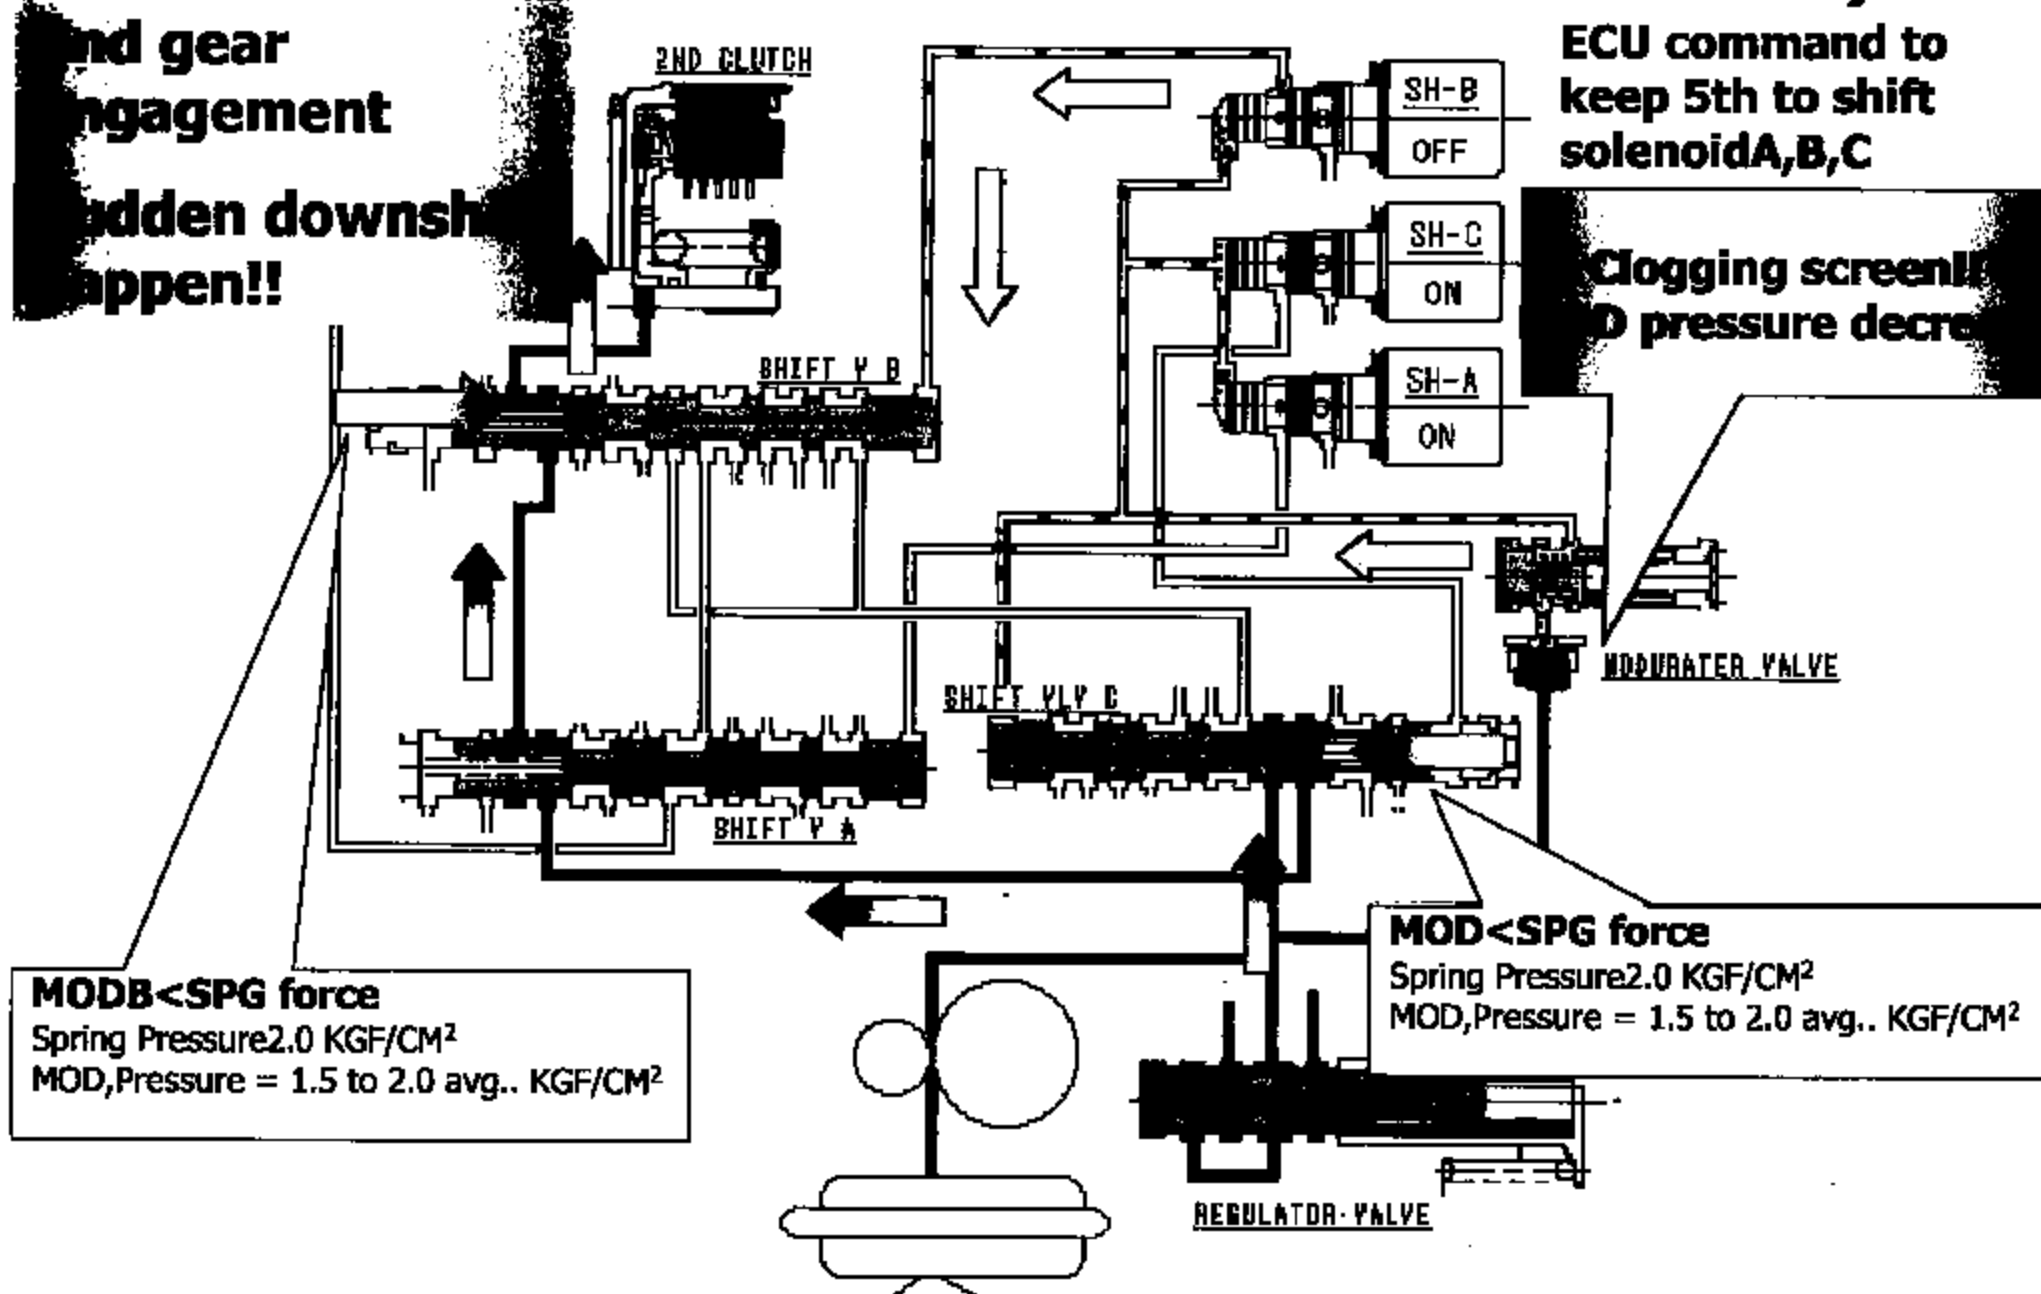 nd gear
ngagement
dden downsh
appen!!
2ND CLUTCH
SH-B
OFF
ECU command to
keep 5th to shift
solenoidA,B,C
SH-C
ON
Clogging screen!!
D pressure decre
SH-A
ON
SHIFT V B
MODURATER VALVE
SHIFT VLV C
SHIFT V A
MODB<SPG force
Spring Pressure2.0 KGF/CM²
MOD,Pressure = 1.5 to 2.0 avg.. KGF/CM²
MOD<SPG force
Spring Pressure2.0 KGF/CM²
MOD,Pressure = 1.5 to 2.0 avg.. KGF/CM²
REGULATOR·VALVE